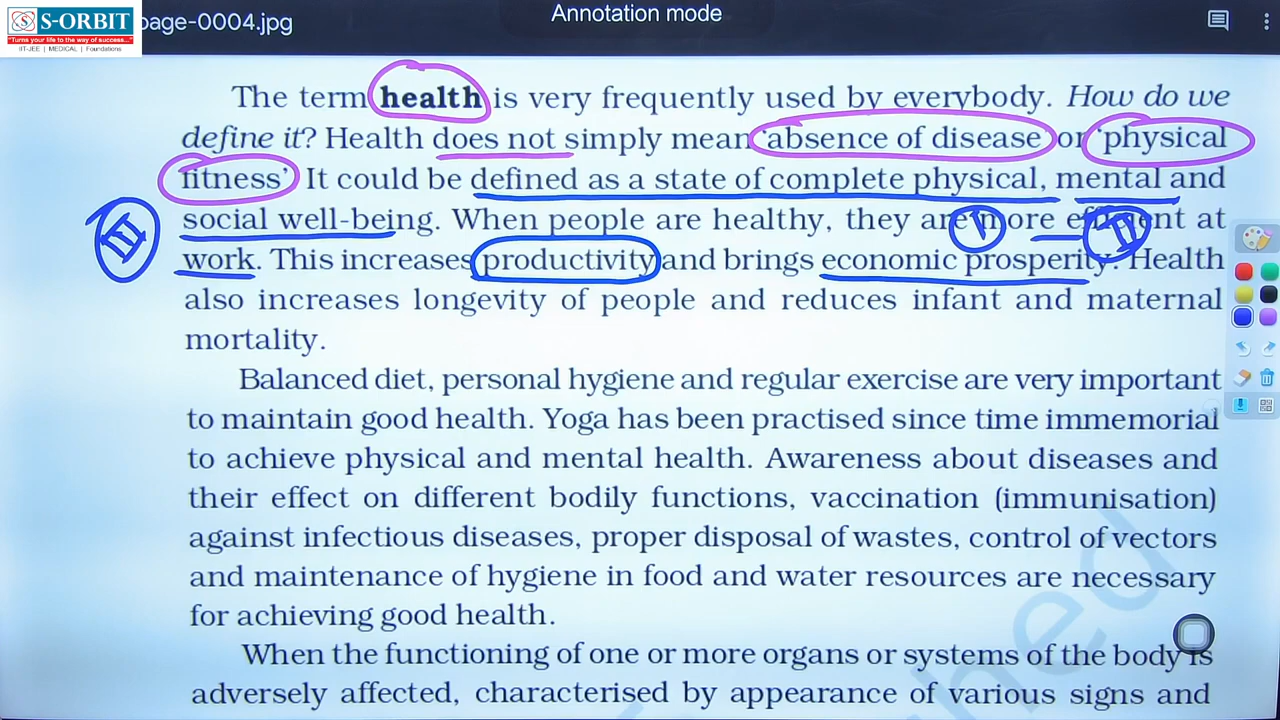 S-ORBIT
"Turns your life to the way of success..."
IIT-JEE | MEDICAL | Foundations
page-0004.jpg
Annotation mode
The term health is very frequently used by everybody. How do we
define it? Health does not simply mean 'absence of disease' or 'physical
fitness'. It could be defined as a state of complete physical, mental and
social well-being. When people are healthy, they are more efficient at
work. This increases productivity and brings economic prosperity. Health
also increases longevity of people and reduces infant and maternal
mortality.
Balanced diet, personal hygiene and regular exercise are very important
to maintain good health. Yoga has been practised since time immemorial
to achieve physical and mental health. Awareness about diseases and
their effect on different bodily functions, vaccination (immunisation)
against infectious diseases, proper disposal of wastes, control of vectors
and maintenance of hygiene in food and water resources are necessary
for achieving good health.
When the functioning of one or more organs or systems of the body is
adversely affected, characterised by appearance of various signs and
I
II
III